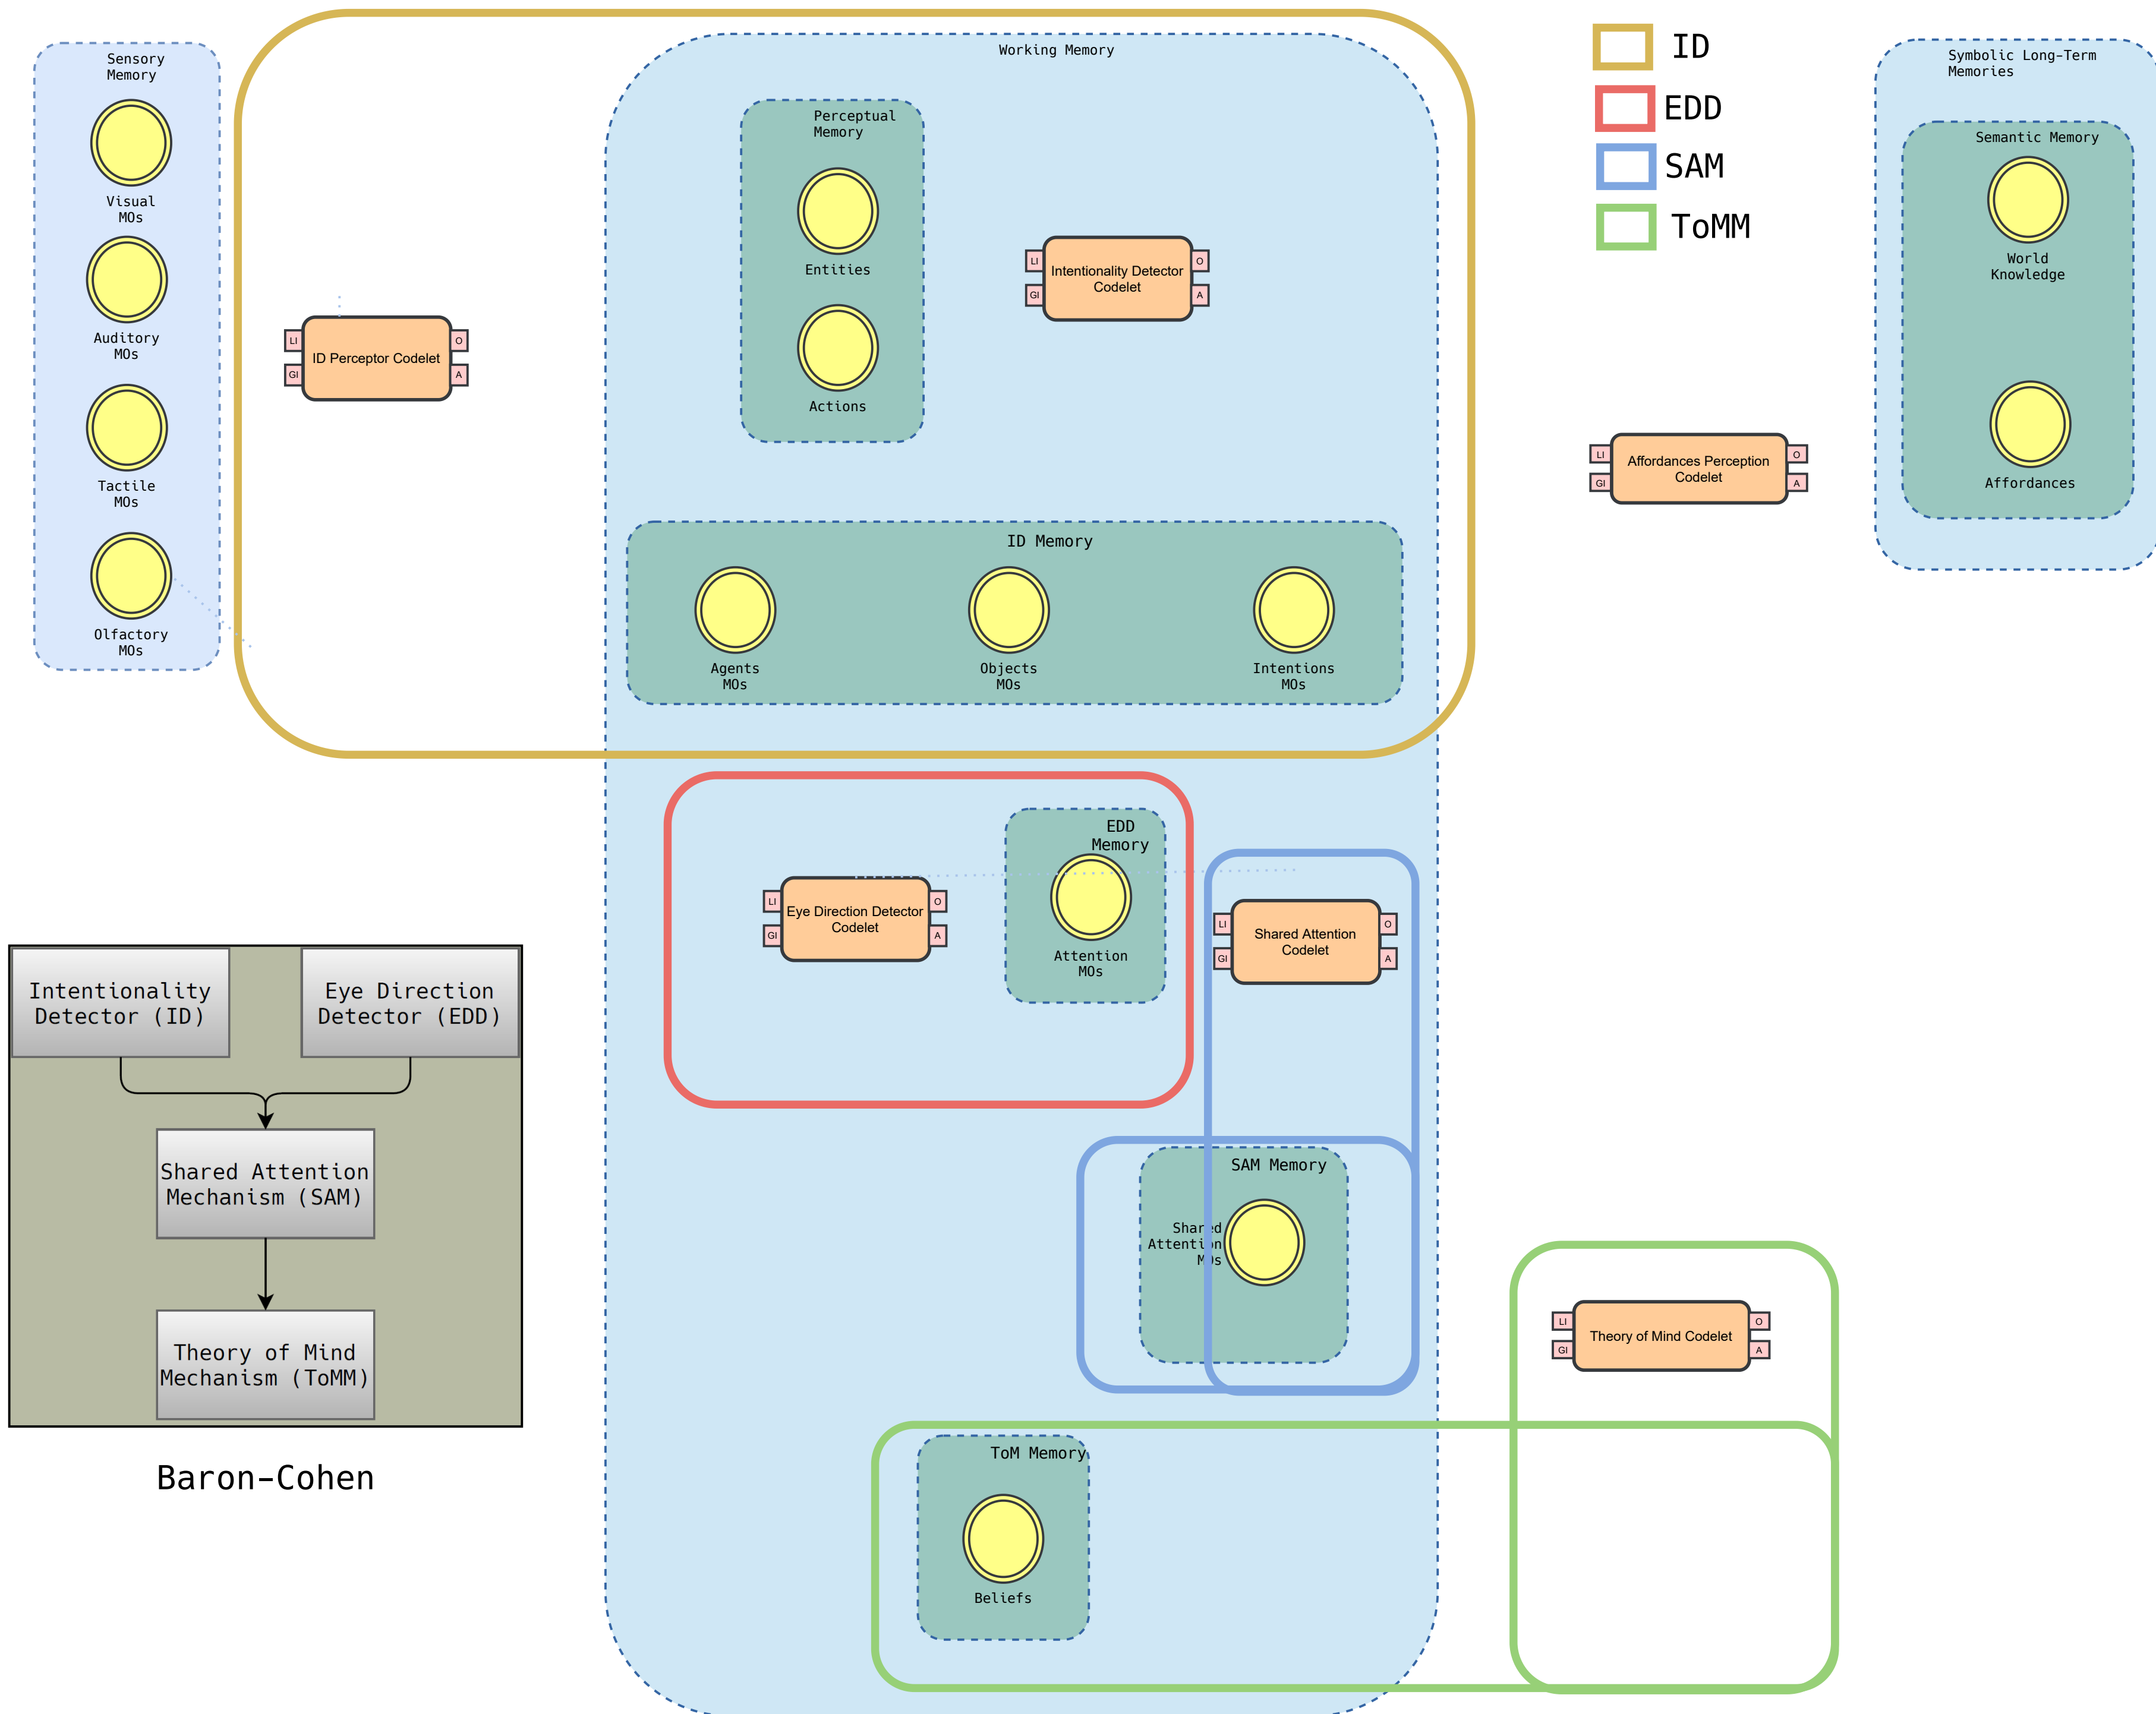 Sensory
Memory
Visual
MOs
Auditory
MOs
Tactile
MOs
Olfactory
MOs
LI
GI
ID Perceptor Codelet
O
A
Working Memory
Perceptual
Memory
Entities
Actions
LI
GI
Intentionality Detector
Codelet
O
A
ID Memory
Agents
MOs
Objects
MOs
Intentions
MOs
ID
EDD
SAM
ToMM
Symbolic Long-Term
Memories
Semantic Memory
World
Knowledge
Affordances
LI
GI
Affordances Perception
Codelet
O
A
EDD
Memory
Attention
MOs
LI
GI
Eye Direction Detector
Codelet
O
A
LI
GI
Shared Attention
Codelet
O
A
SAM Memory
Shared
Attention
MOs
LI
GI
Theory of Mind Codelet
O
A
ToM Memory
Beliefs
Intentionality
Detector (ID)
Eye Direction
Detector (EDD)
Shared Attention
Mechanism (SAM)
Theory of Mind
Mechanism (ToMM)
Baron-Cohen